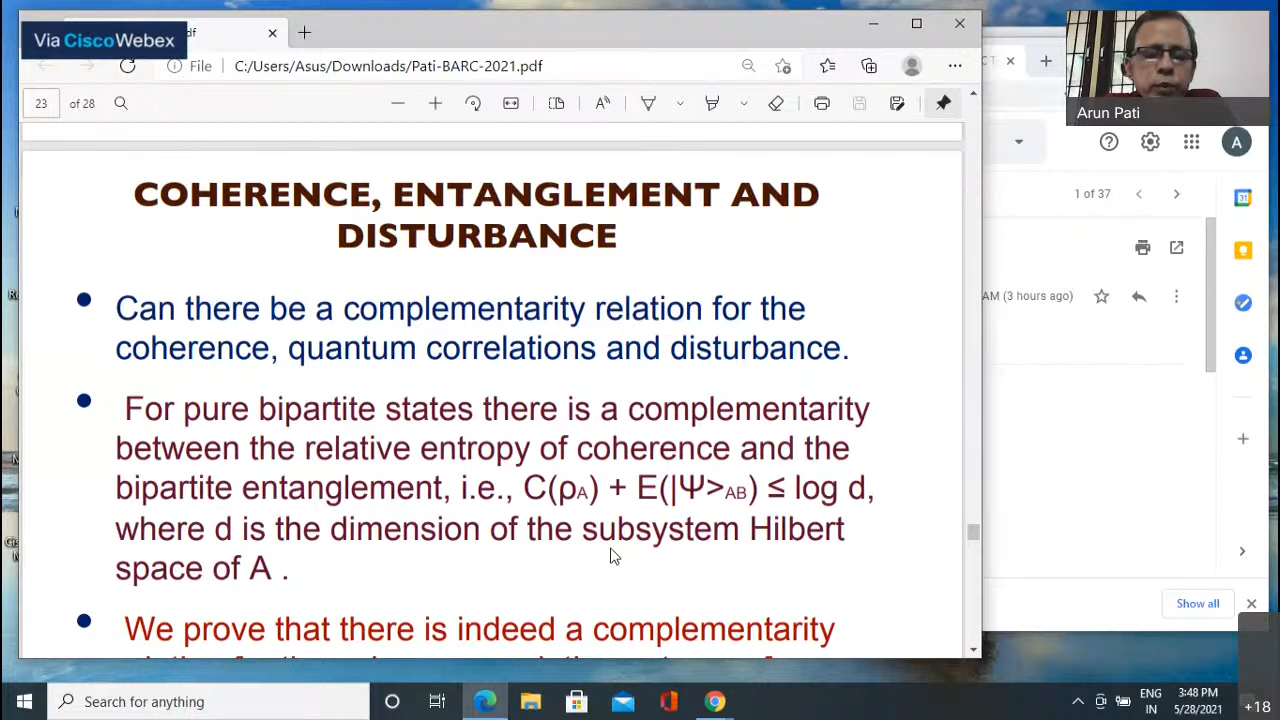 Via Cisco Webex
df
Arun Pati
File
C:/Users/Asus/Downloads/Pati-BARC-2021.pdf
23
of 28
A
1 of 37
COHERENCE, ENTANGLEMENT AND
DISTURBANCE
AM (3 hours ago)
• Can there be a complementarity relation for the
coherence, quantum correlations and disturbance.
• For pure bipartite states there is a complementarity
between the relative entropy of coherence and the
bipartite entanglement, i.e., C(ρA) + E(|Ψ>AB) ≤ log d,
where d is the dimension of the subsystem Hilbert
space of A .
Show all
• We prove that there is indeed a complementarity
Search for anything
ENG
IN
3:48 PM
5/28/2021
+18